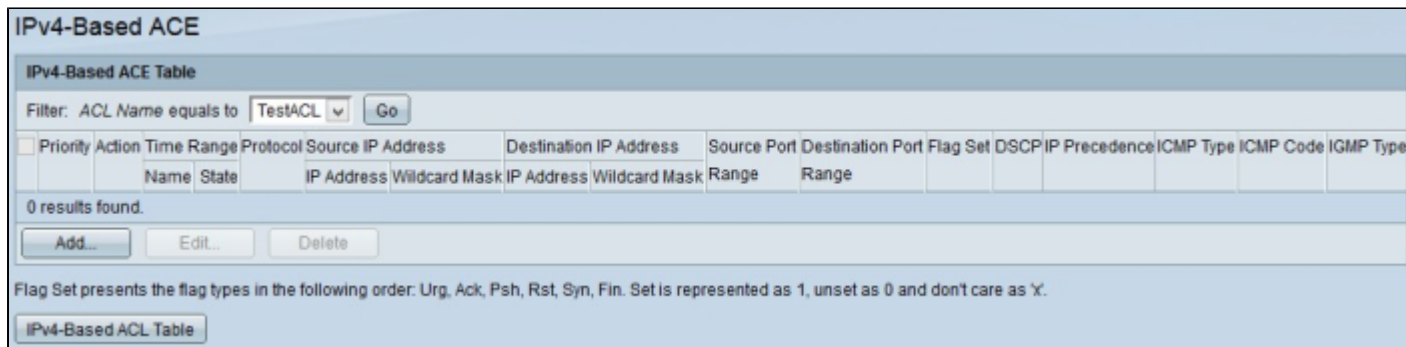 IPv4-Based ACE
IPv4-Based ACE Table
Filter: ACL Name equals to TestACL Go
Priority Action Time Range Protocol Source IP Address Destination IP Address Source Port Destination Port Flag Set DSCP IP Precedence ICMP Type ICMP Code IGMP Type
Name State IP Address Wildcard Mask IP Address Wildcard Mask Range Range
0 results found.
Add... Edit... Delete
Flag Set presents the flag types in the following order: Urg, Ack, Psh, Rst, Syn, Fin. Set is represented as 1, unset as 0 and don't care as 'x'.
IPv4-Based ACL Table